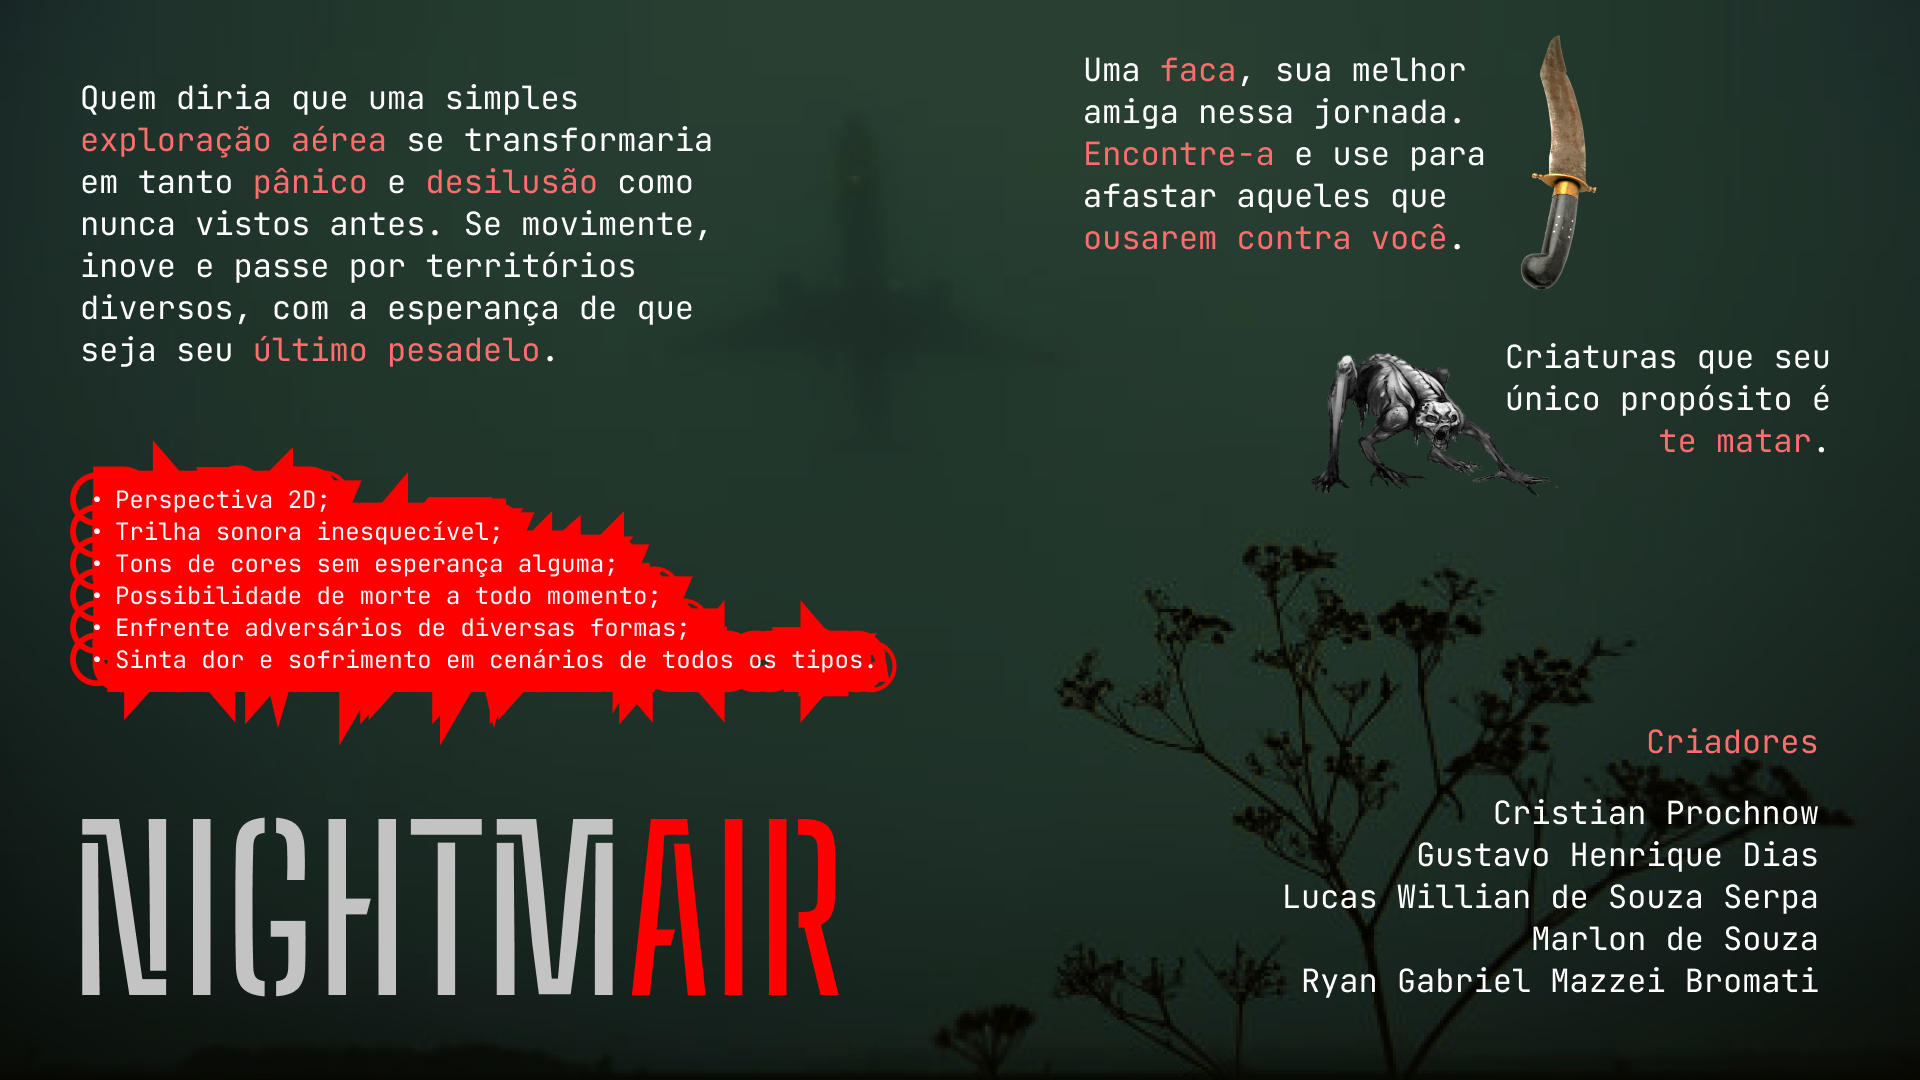 Quem diria que uma simples
exploração aérea se transformaria
em tanto pânico e desilusão como
nunca vistos antes. Se movimente,
inove e passe por territórios
diversos, com a esperança de que
seja seu último pesadelo.
• Perspectiva 2D;
• Trilha sonora inesquecível;
• Tons de cores sem esperança alguma;
• Possibilidade de morte a todo momento;
• Enfrente adversários de diversas formas;
• Sinta dor e sofrimento em cenários de todos os tipos.
NIGHTMAIR
Uma faca, sua melhor
amiga nessa jornada.
Encontre-a e use para
afastar aqueles que
ousarem contra você.
Criaturas que seu
único propósito é
te matar.
Criadores
Cristian Prochnow
Gustavo Henrique Dias
Lucas Willian de Souza Serpa
Marlon de Souza
Ryan Gabriel Mazzei Bromati